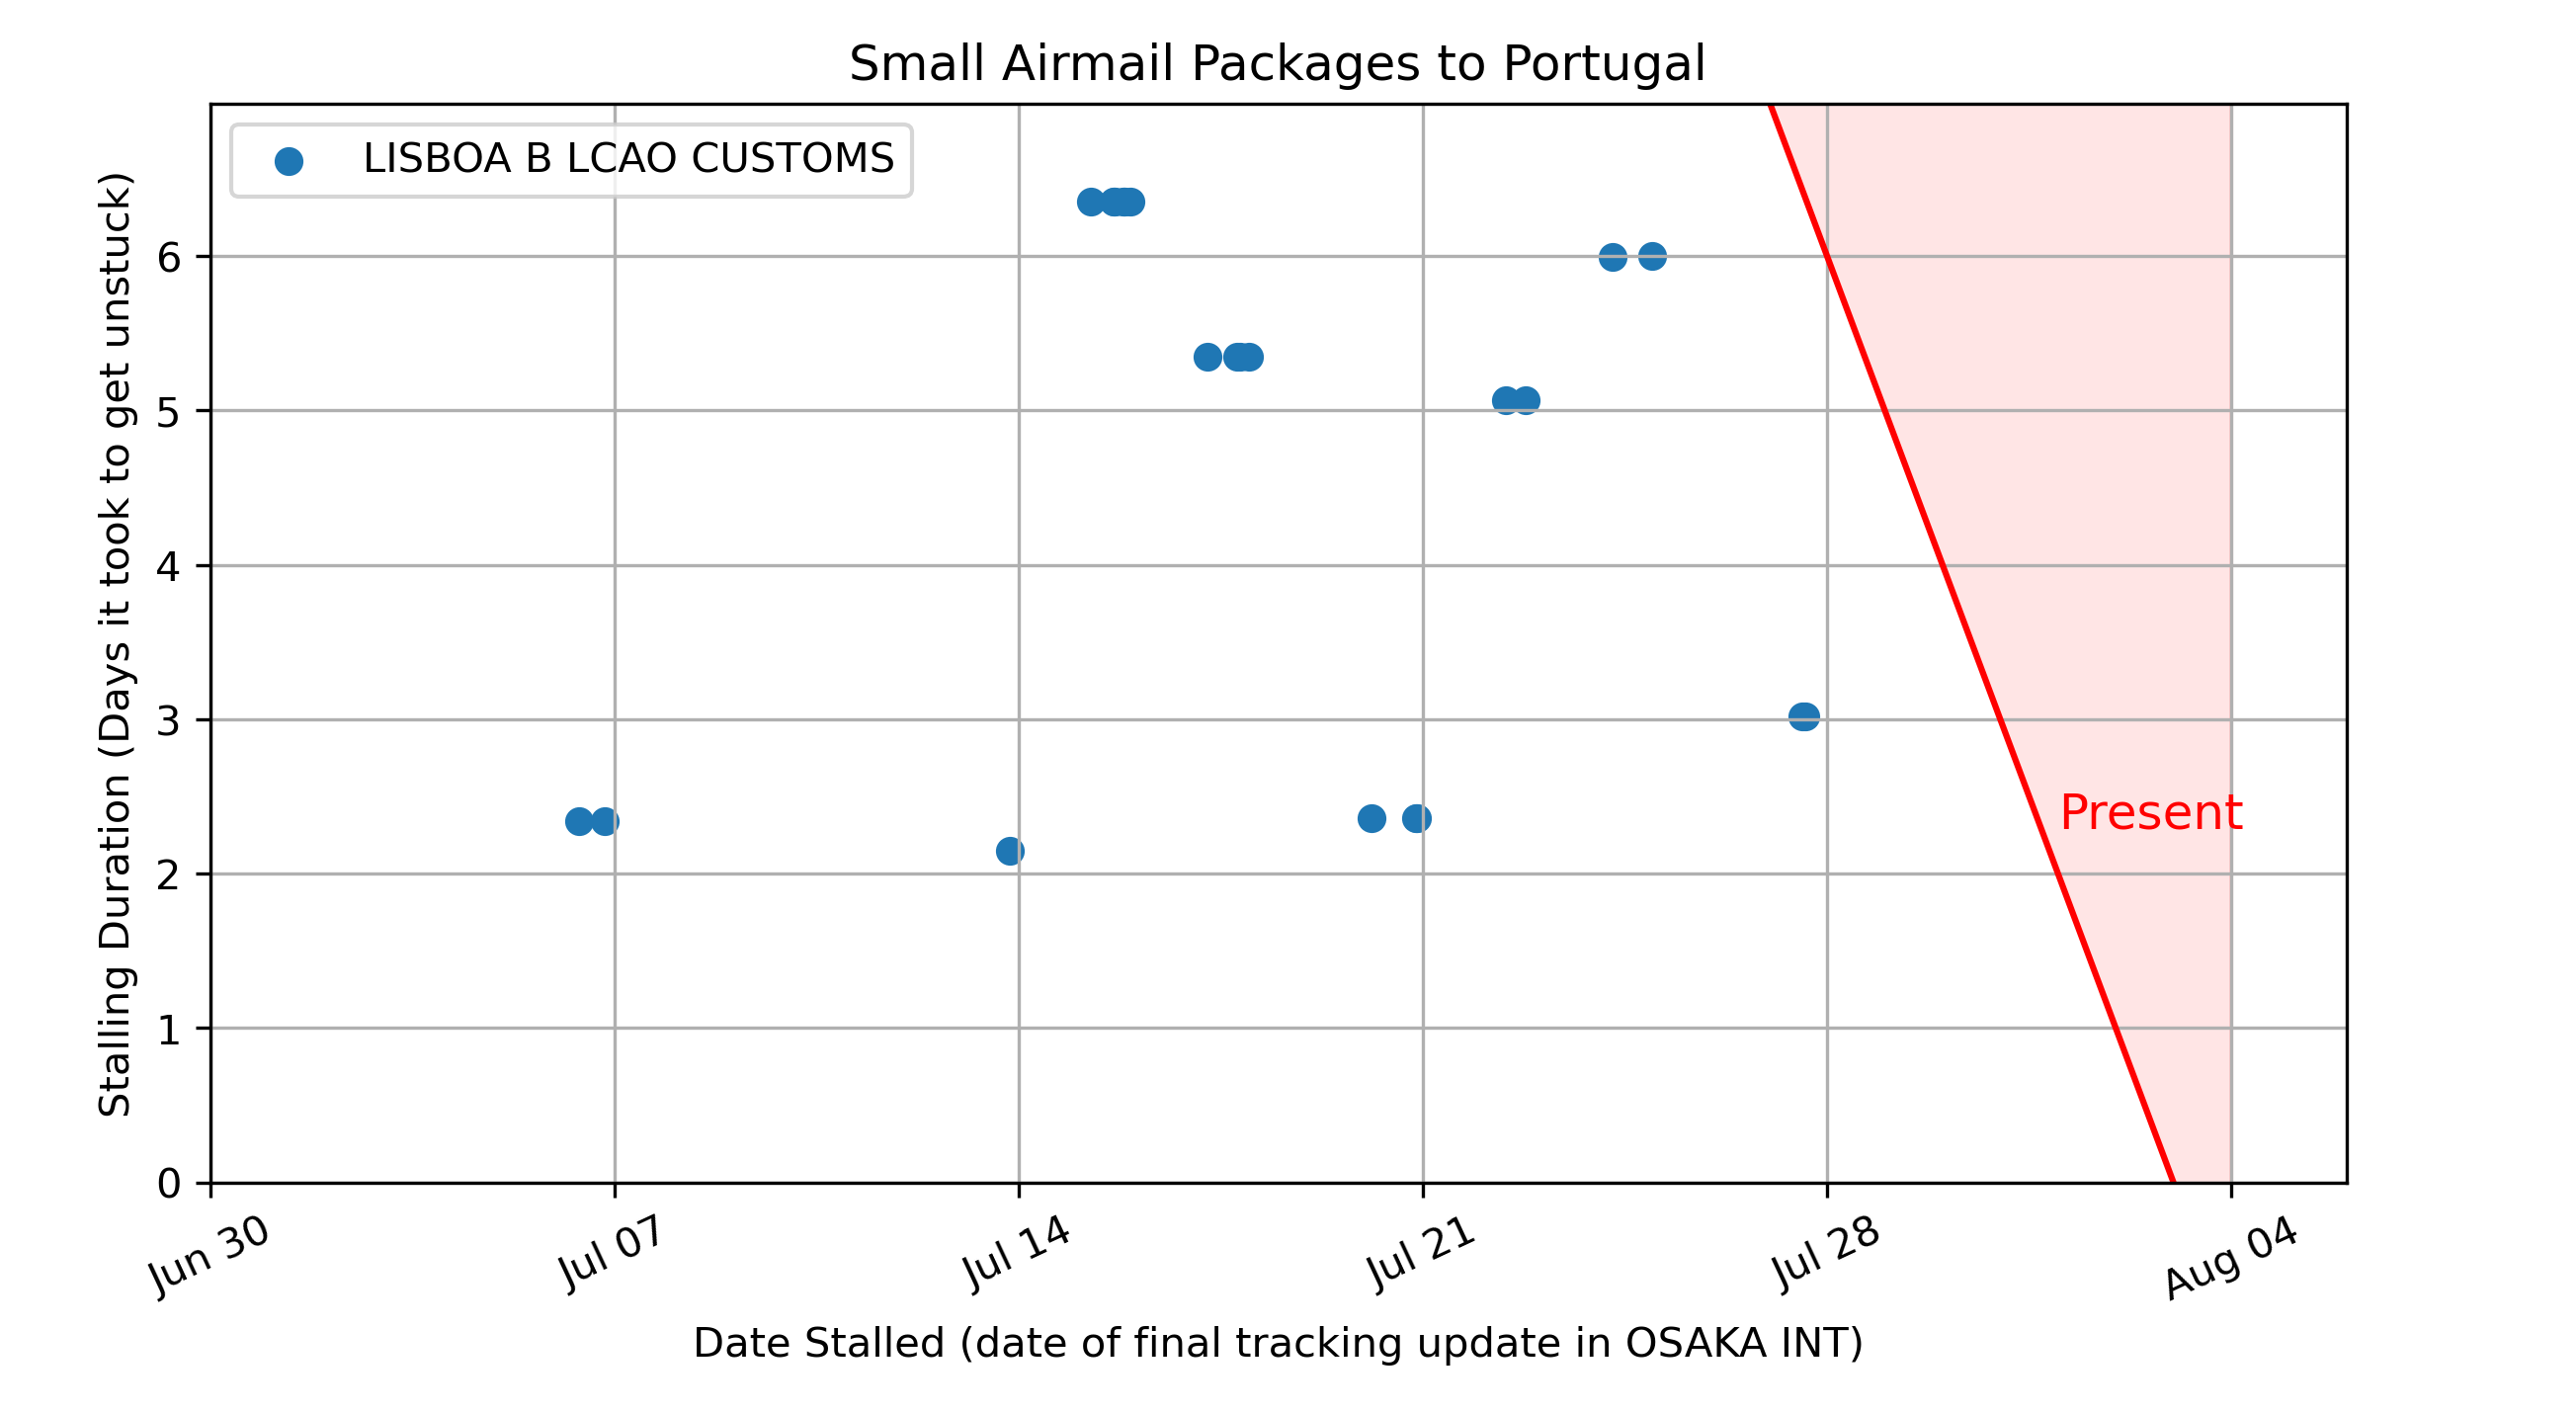 Small Airmail Packages to Portugal
LISBOA B LCAO CUSTOMS
Stalling Duration (Days it took to get unstuck)
6
5
4
3
2
1
0
Present
Jun 30
Jul 07
Jul 14
Jul 21
Jul 28
Aug 04
Date Stalled (date of final tracking update in OSAKA INT)